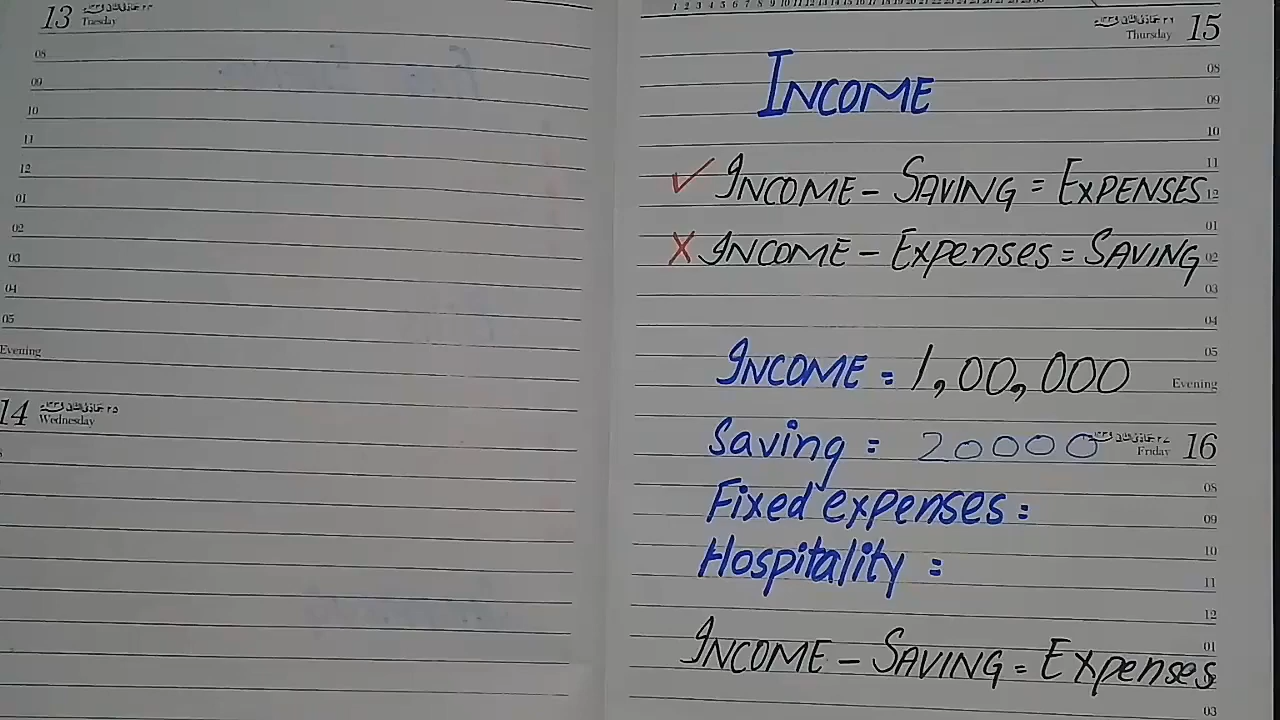 13 Tuesday
08
09
10
11
12
01
02
03
04
05
Evening
14 Wednesday
15 Thursday
08
INCOME
09
10
11
✓ INCOME - SAVING = EXPENSES
12
01
X INCOME - Expenses = SAVING
02
03
04
05
INCOME = 1,00,000
Evening
Saving = 20000
16 Friday
08
Fixed expenses =
09
10
Hospitality =
11
12
01
INCOME - SAVING = Expenses
03